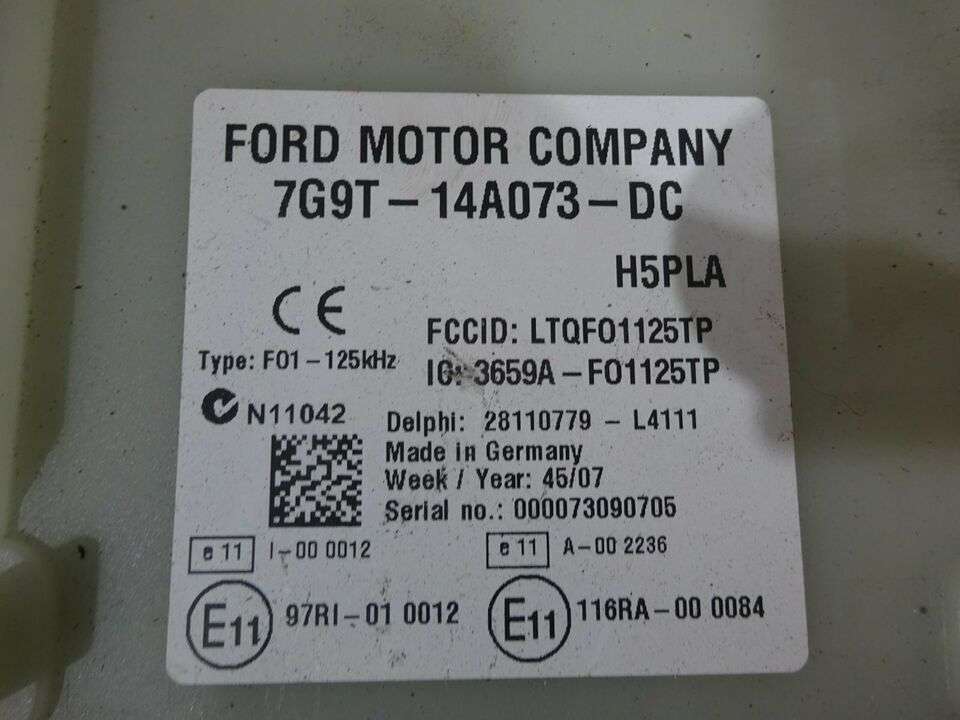 FORD MOTOR COMPANY
7G9T-14A073-DC
H5PLA
CE
FCCID: LTQFO1125TP
Type: FO1-125kHz
IC: 3659A-FO1125TP
N11042
Delphi: 28110779 - L4111
Made in Germany
Week / Year: 45/07
Serial no.: 000073090705
e 11 I-00 0012
e 11 A-00 2236
E11 97RI-01 0012
E11 116RA-00 0084